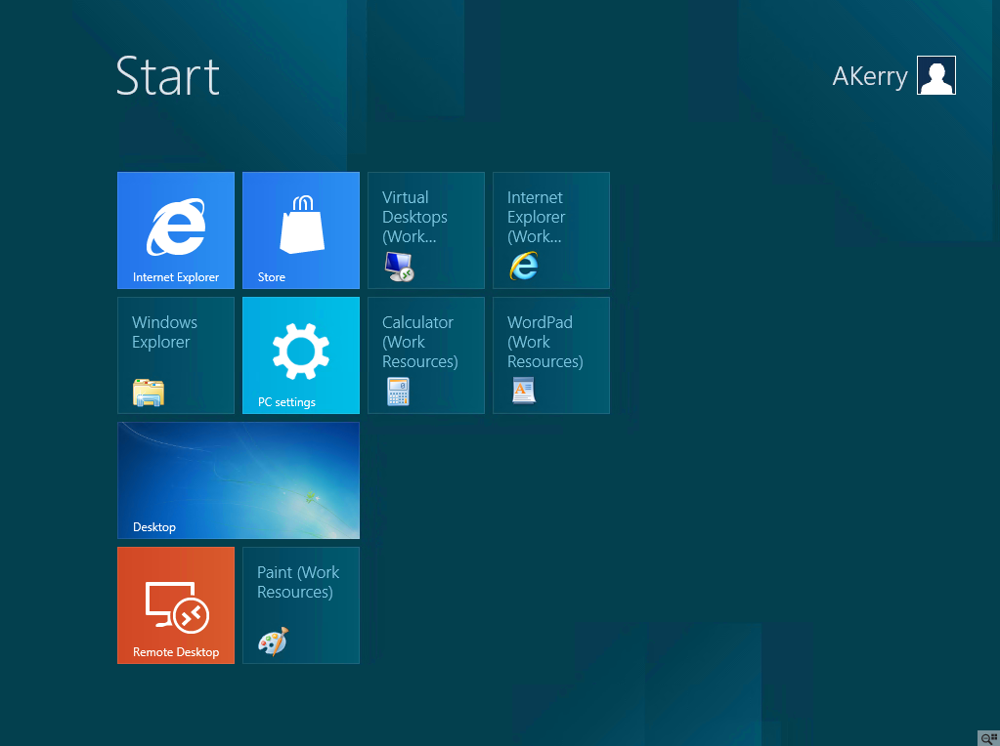 Start
AKerry
Internet Explorer
Store
Virtual
Desktops
(Work...
Internet
Explorer
(Work...
Windows
Explorer
PC settings
Calculator
(Work
Resources)
WordPad
(Work
Resources)
Desktop
Remote Desktop
Paint (Work
Resources)